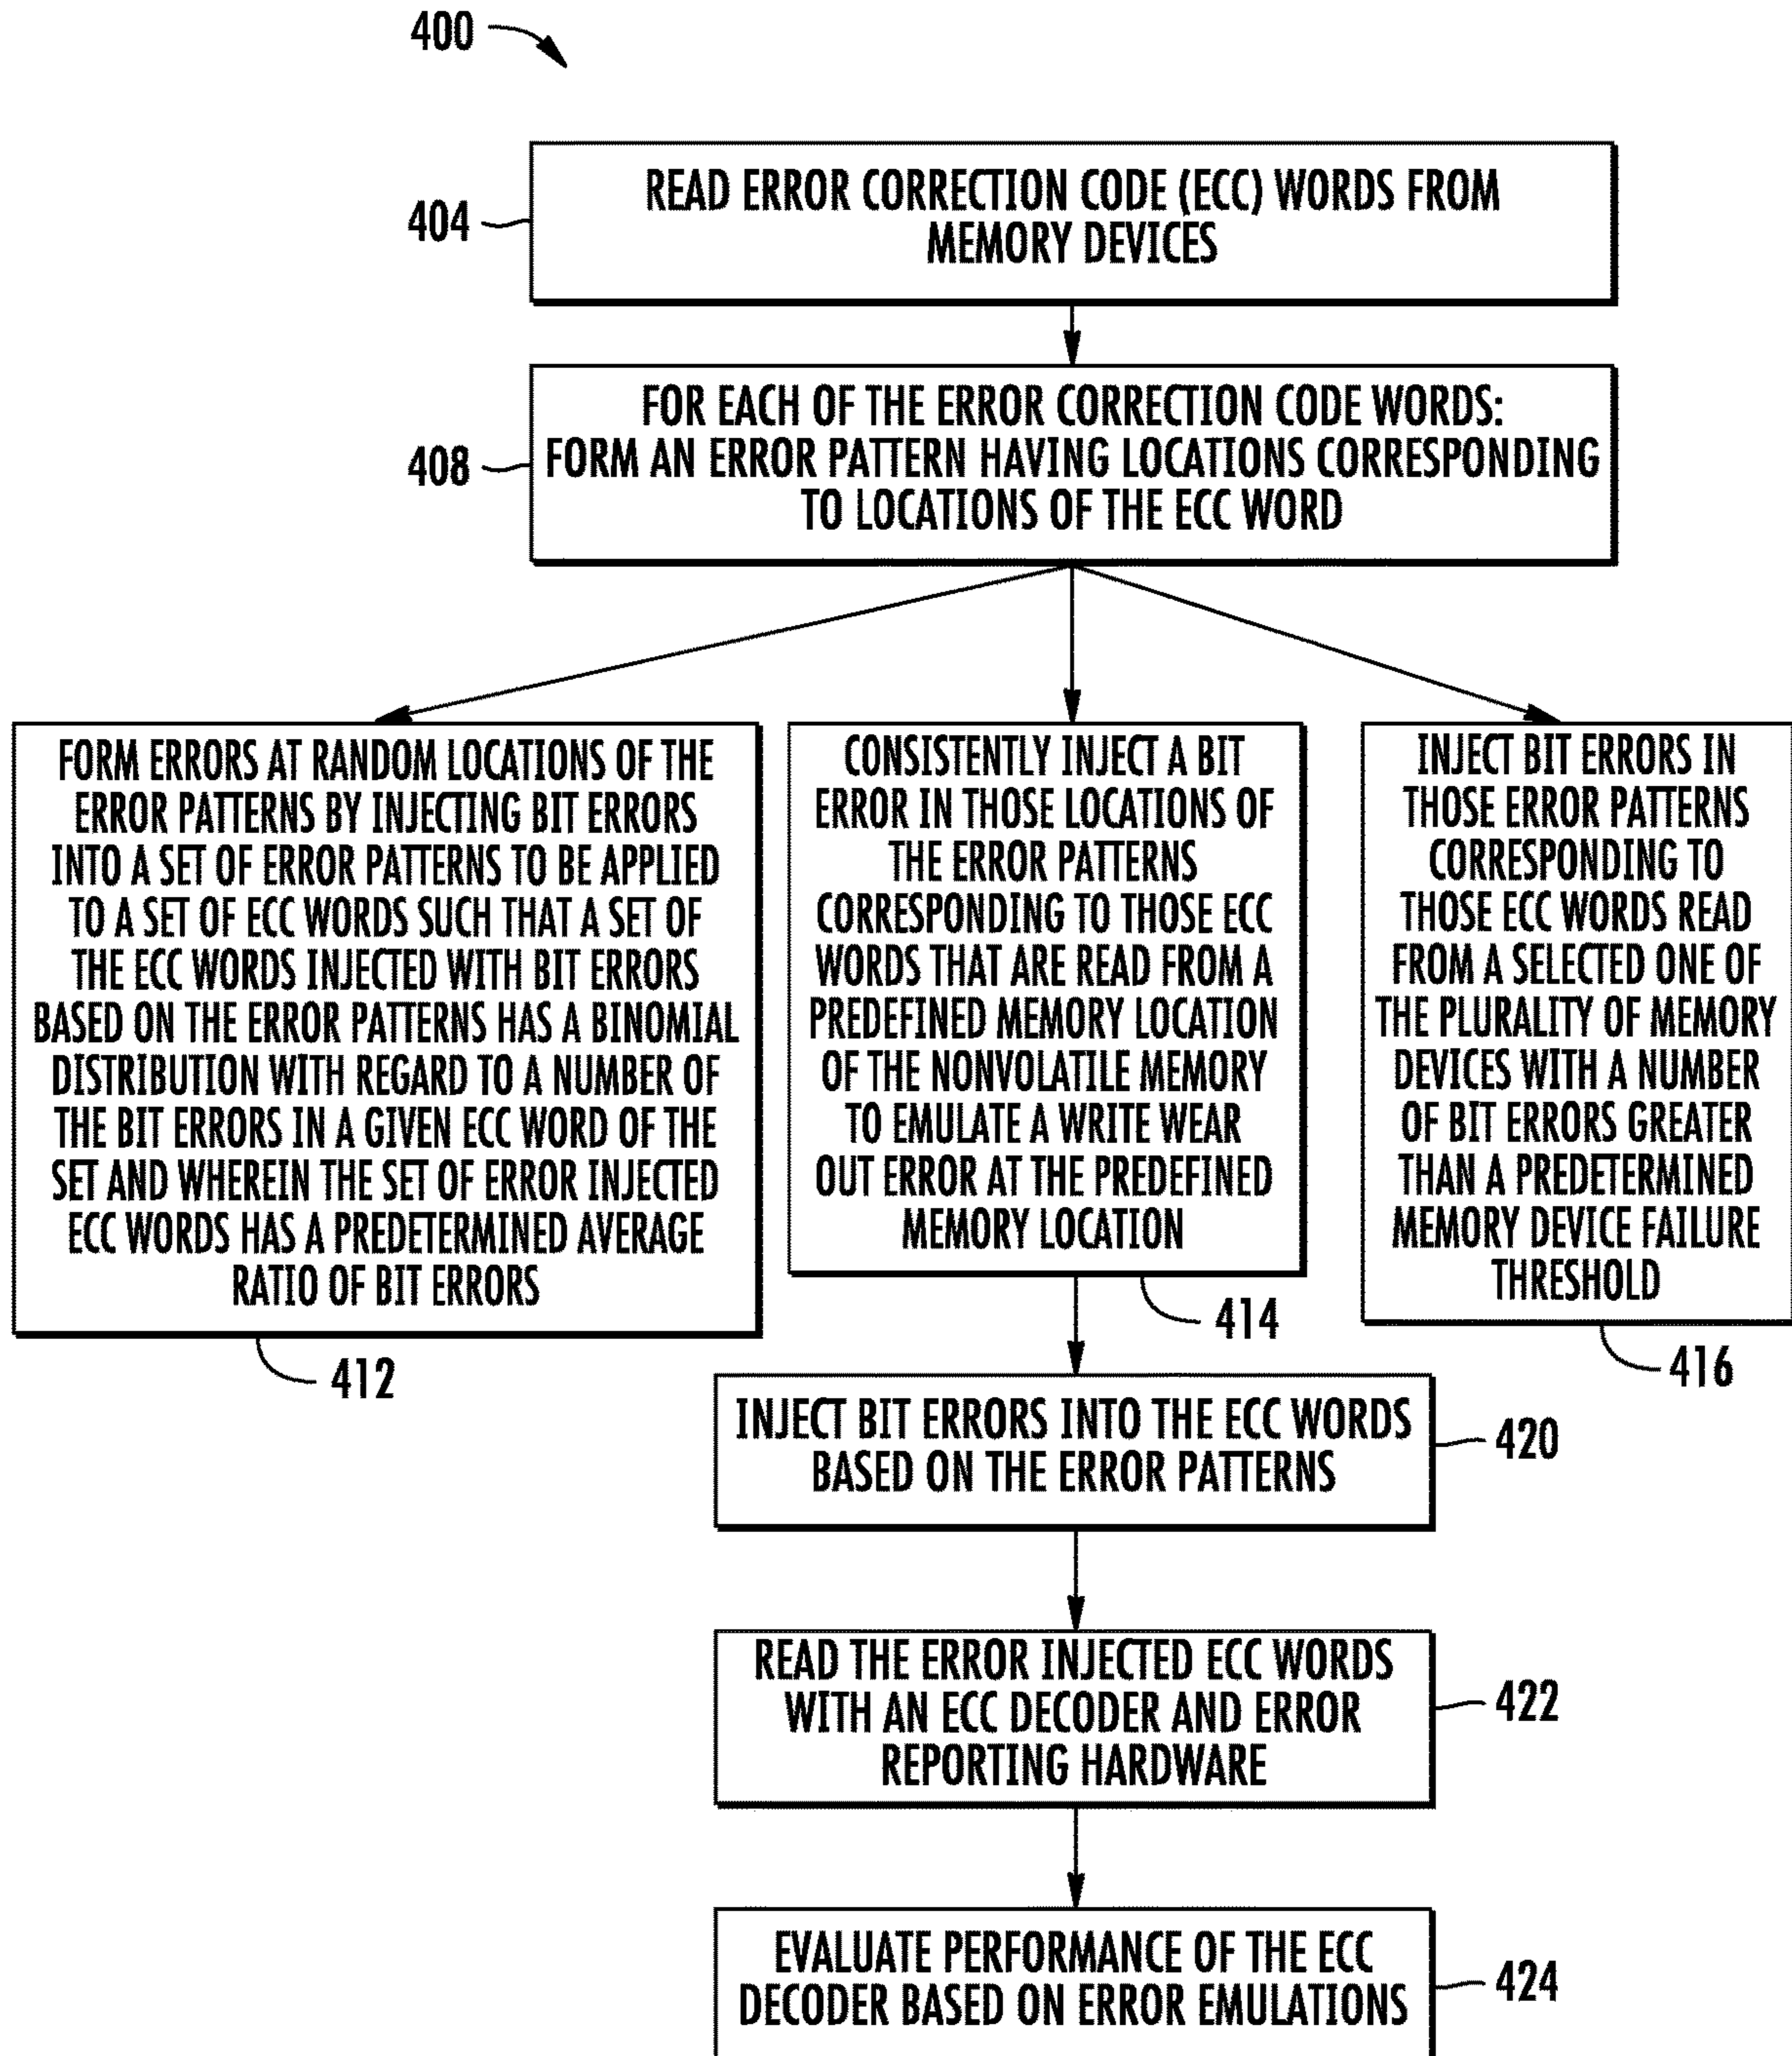 400
READ ERROR CORRECTION CODE (ECC) WORDS FROM
MEMORY DEVICES
404
FOR EACH OF THE ERROR CORRECTION CODE WORDS:
FORM AN ERROR PATTERN HAVING LOCATIONS CORRESPONDING
TO LOCATIONS OF THE ECC WORD
408
FORM ERRORS AT RANDOM LOCATIONS OF THE
ERROR PATTERNS BY INJECTING BIT ERRORS
INTO A SET OF ERROR PATTERNS TO BE APPLIED
TO A SET OF ECC WORDS SUCH THAT A SET OF
THE ECC WORDS INJECTED WITH BIT ERRORS
BASED ON THE ERROR PATTERNS HAS A BINOMIAL
DISTRIBUTION WITH REGARD TO A NUMBER OF
THE BIT ERRORS IN A GIVEN ECC WORD OF THE
SET AND WHEREIN THE SET OF ERROR INJECTED
ECC WORDS HAS A PREDETERMINED AVERAGE
RATIO OF BIT ERRORS
412
CONSISTENTLY INJECT A BIT
ERROR IN THOSE LOCATIONS OF
THE ERROR PATTERNS
CORRESPONDING TO THOSE ECC
WORDS THAT ARE READ FROM A
PREDEFINED MEMORY LOCATION
OF THE NONVOLATILE MEMORY
TO EMULATE A WRITE WEAR
OUT ERROR AT THE PREDEFINED
MEMORY LOCATION
414
INJECT BIT ERRORS IN
THOSE ERROR PATTERNS
CORRESPONDING TO
THOSE ECC WORDS READ
FROM A SELECTED ONE OF
THE PLURALITY OF MEMORY
DEVICES WITH A NUMBER
OF BIT ERRORS GREATER
THAN A PREDETERMINED
MEMORY DEVICE FAILURE
THRESHOLD
416
INJECT BIT ERRORS INTO THE ECC WORDS
BASED ON THE ERROR PATTERNS
420
READ THE ERROR INJECTED ECC WORDS
WITH AN ECC DECODER AND ERROR
REPORTING HARDWARE
422
EVALUATE PERFORMANCE OF THE ECC
DECODER BASED ON ERROR EMULATIONS
424